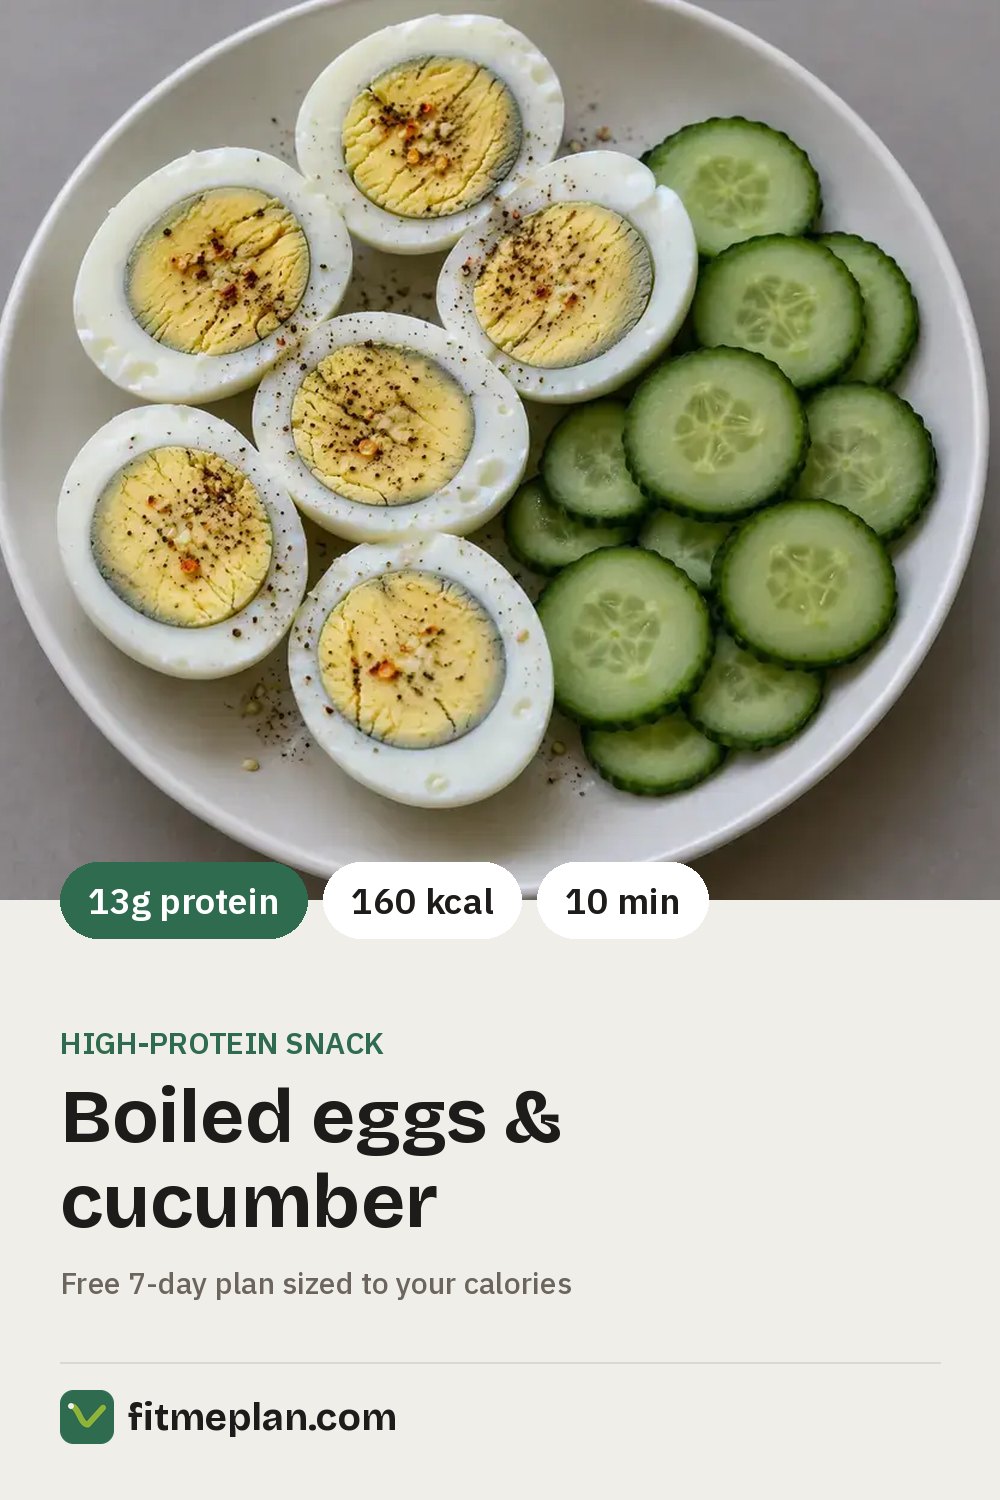 13g protein
160 kcal
10 min
HIGH-PROTEIN SNACK
Boiled eggs &
cucumber
Free 7-day plan sized to your calories
fitmeplan.com